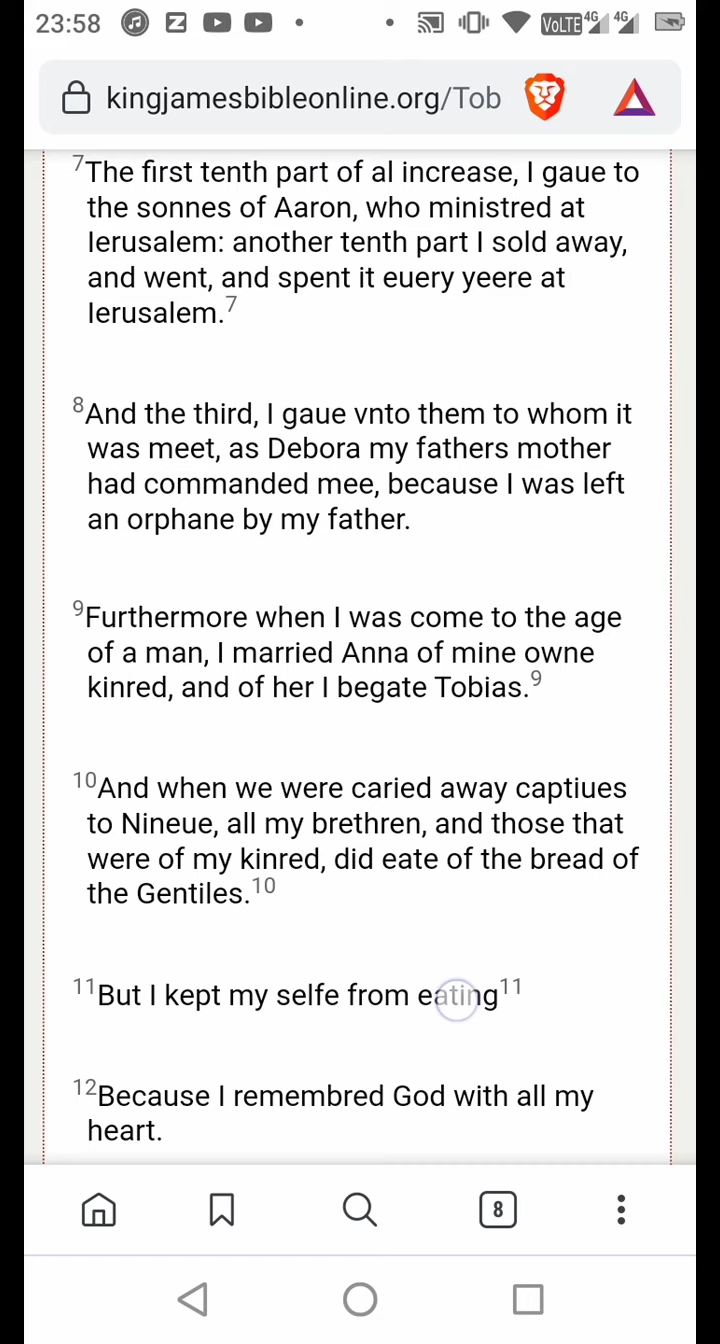 23:58 VoLTE 4G 4G
kingjamesbibleonline.org/Tob
7The first tenth part of al increase, I gaue to
the sonnes of Aaron, who ministred at
Ierusalem: another tenth part I sold away,
and went, and spent it euery yeere at
Ierusalem.7
8And the third, I gaue vnto them to whom it
was meet, as Debora my fathers mother
had commanded mee, because I was left
an orphane by my father.
9Furthermore when I was come to the age
of a man, I married Anna of mine owne
kinred, and of her I begate Tobias.9
10And when we were caried away captiues
to Nineue, all my brethren, and those that
were of my kinred, did eate of the bread of
the Gentiles.10
11But I kept my selfe from eating11
12Because I remembred God with all my
heart.
8